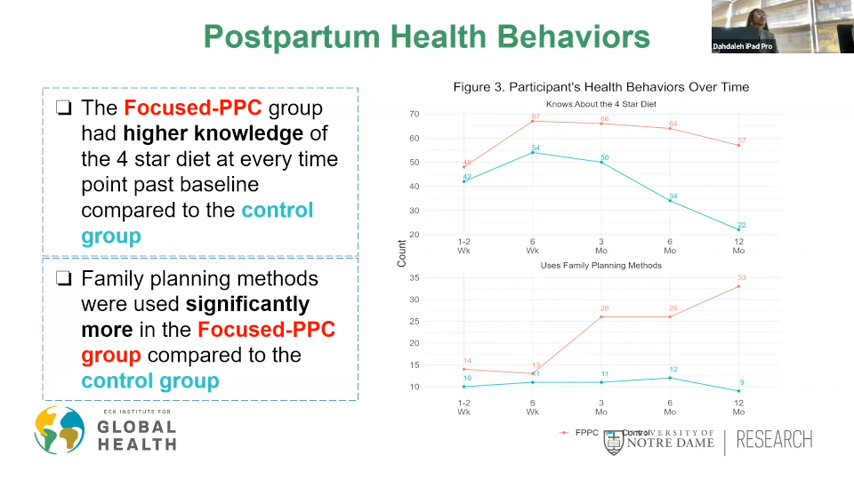 Postpartum Health Behaviors
Dahdaleh iPad Pro
❑ The Focused-PPC group
had higher knowledge of
the 4 star diet at every time
point past baseline
compared to the control
group
❑ Family planning methods
were used significantly
more in the Focused-PPC
group compared to the
control group
Figure 3. Participant's Health Behaviors Over Time
Knows About the 4 Star Diet
70
60
50
40
30
20
48
67
66
64
57
42
54
50
34
22
1-2 Wk
6 Wk
3 Mo
6 Mo
12 Mo
Count
Uses Family Planning Methods
35
30
25
20
15
10
14
13
26
26
33
10
11
11
12
9
1-2 Wk
6 Wk
3 Mo
6 Mo
12 Mo
FPPC
Control
ECK INSTITUTE FOR
GLOBAL
HEALTH
UNIVERSITY OF
NOTRE DAME
RESEARCH